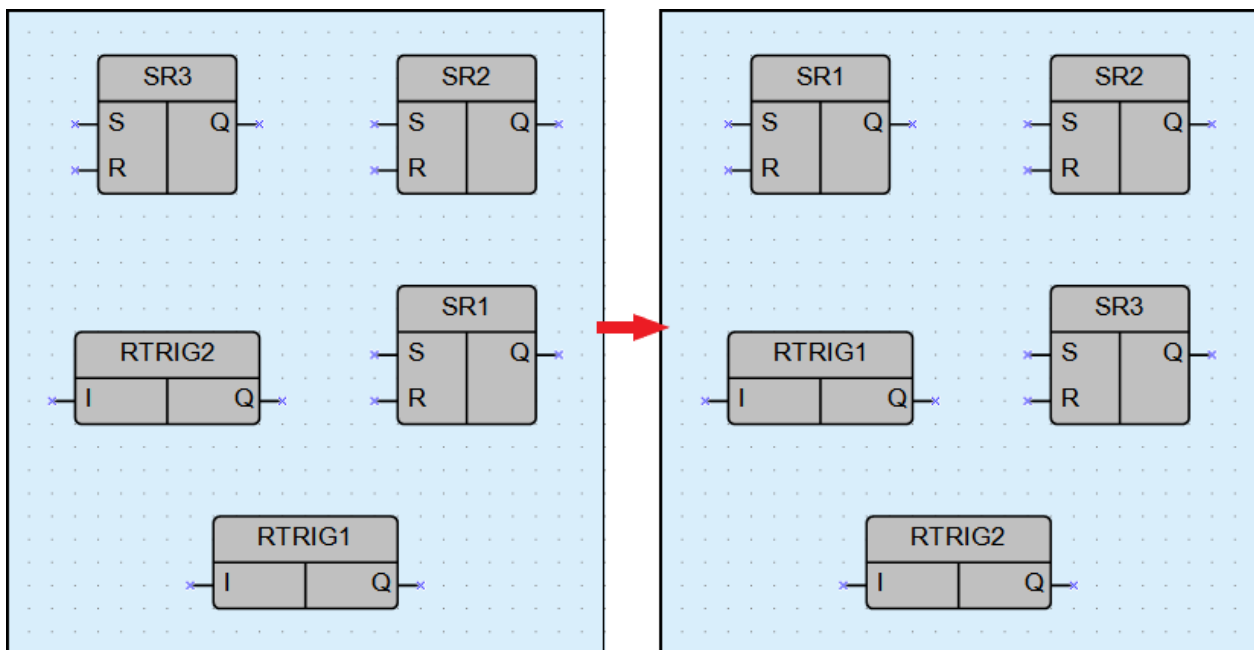 SR3
S Q
R
SR2
S Q
R
SR1
S Q
R
RTRIG2
I Q
RTRIG1
I Q
SR1
S Q
R
SR2
S Q
R
SR3
S Q
R
RTRIG1
I Q
RTRIG2
I Q